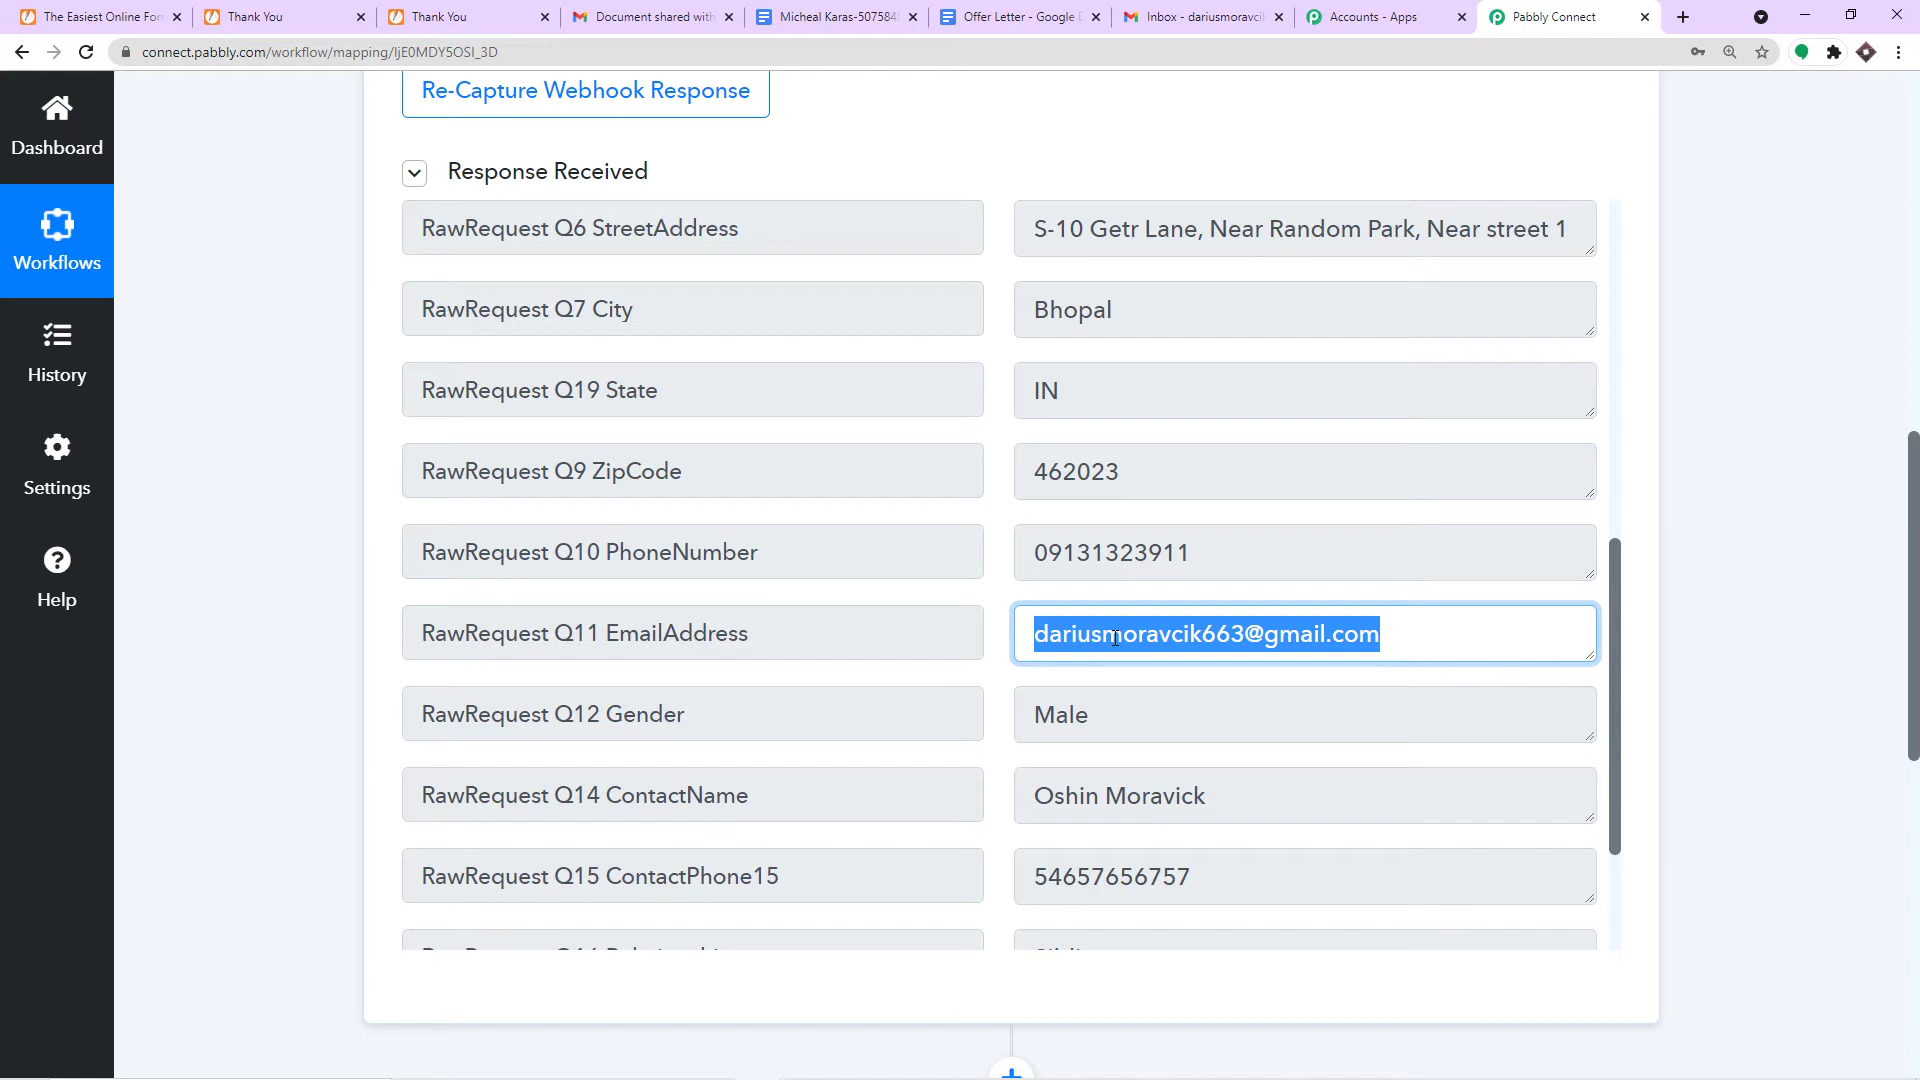 The Easiest Online For
Thank You
Thank You
Document shared with
Micheal Karas-507584
Offer Letter - Google D
Inbox - dariusmoravcik
Accounts - Apps
Pabbly Connect
connect.pabbly.com/workflow/mapping/IjE0MDY5OSI_3D
Dashboard
Workflows
History
Settings
Help
Re-Capture Webhook Response
Response Received
RawRequest Q6 StreetAddress
S-10 Getr Lane, Near Random Park, Near street 1
RawRequest Q7 City
Bhopal
RawRequest Q19 State
IN
RawRequest Q9 ZipCode
462023
RawRequest Q10 PhoneNumber
09131323911
RawRequest Q11 EmailAddress
dariusmoravcik663@gmail.com
RawRequest Q12 Gender
Male
RawRequest Q14 ContactName
Oshin Moravick
RawRequest Q15 ContactPhone15
54657656757